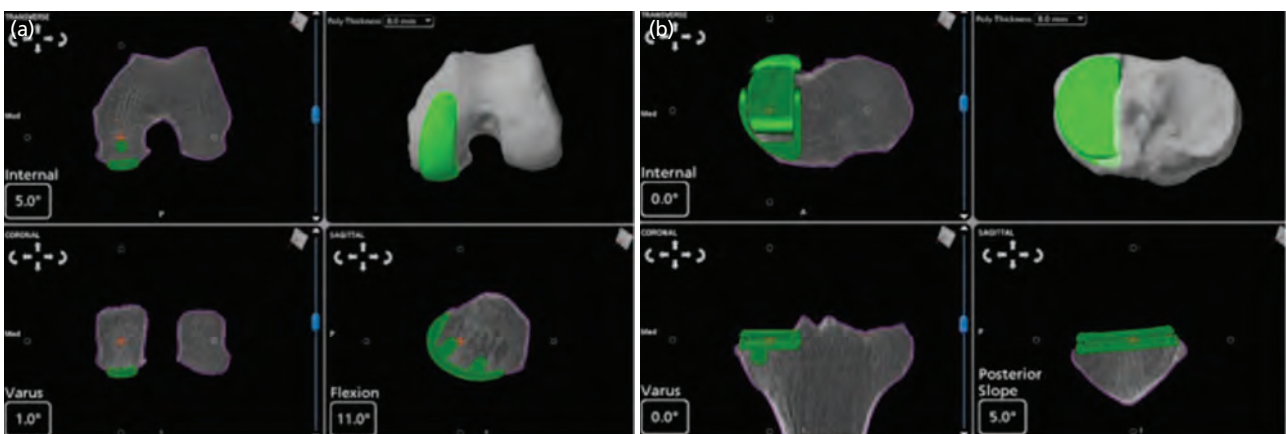 (a)
TRANSVERSE
Med
Internal
5.0°
P
Poly Thickness: 8.0 mm
CORONAL
Med
Varus
1.0°
SAGITTAL
P
Flexion
11.0°
(b)
TRANSVERSE
Med
Internal
0.0°
A
Poly Thickness: 8.0 mm
CORONAL
Med
Varus
0.0°
SAGITTAL
P
Posterior
Slope
5.0°